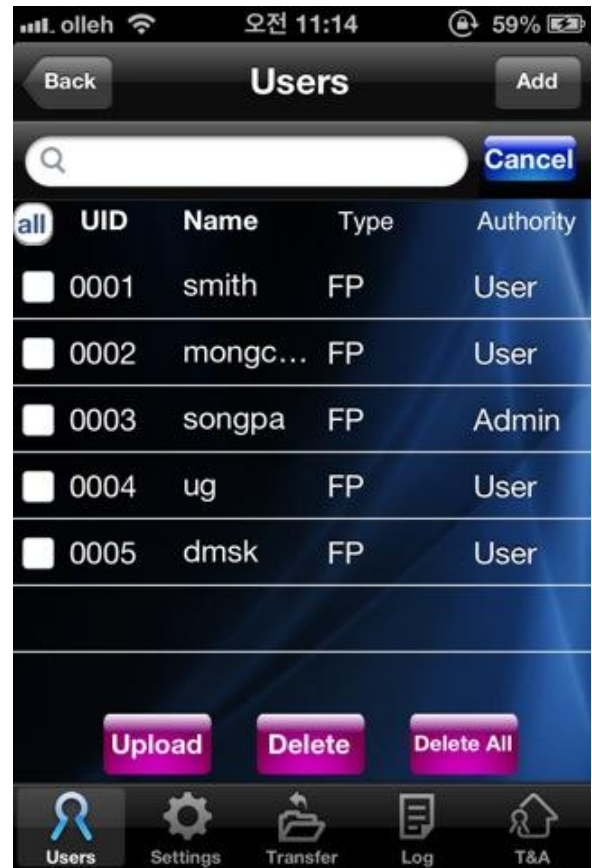 olleh 오전 11:14 59%
Back Users Add
Cancel
all UID Name Type Authority
0001 smith FP User
0002 mongc... FP User
0003 songpa FP Admin
0004 ug FP User
0005 dmsk FP User
Upload Delete Delete All
Users Settings Transfer Log T&A